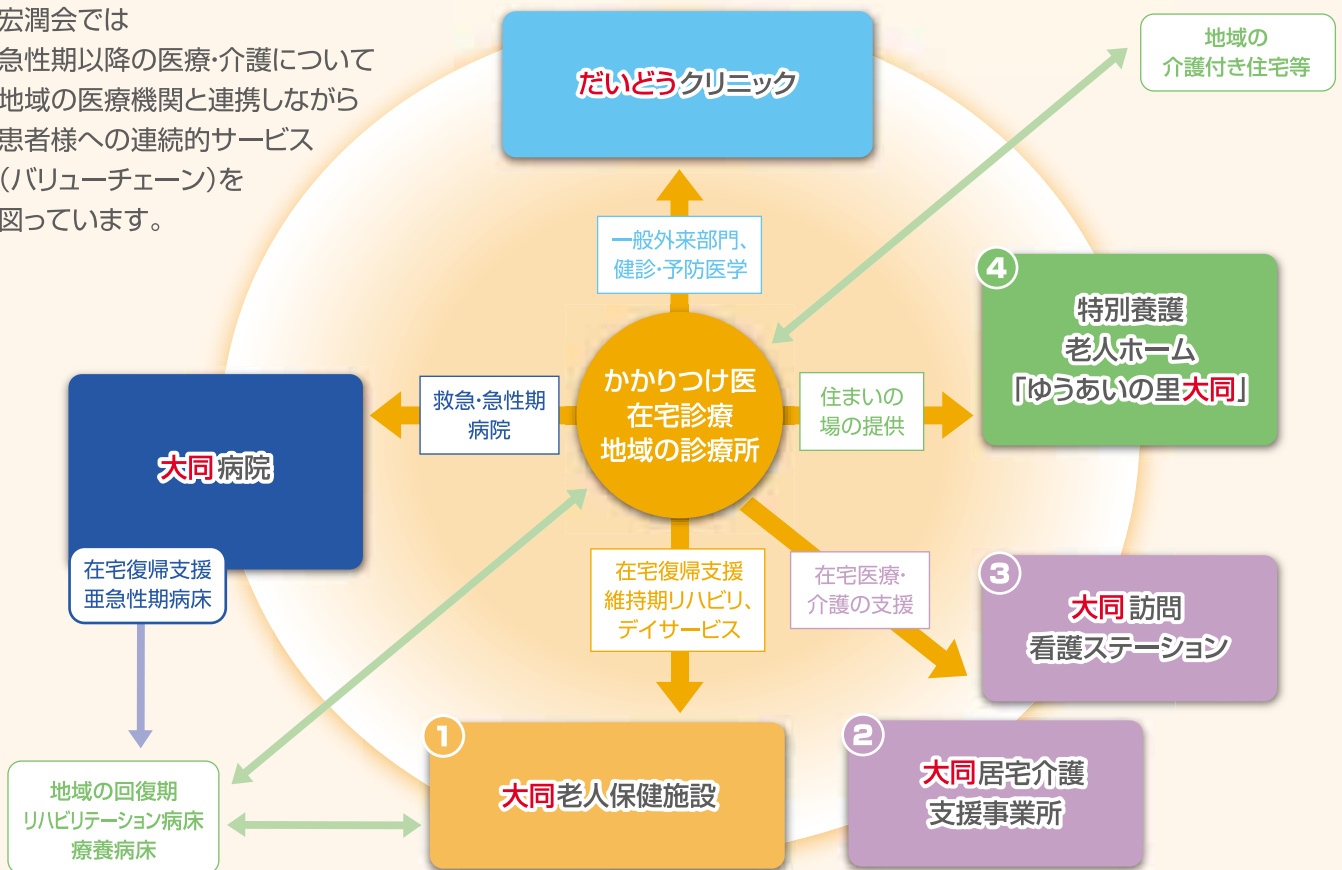 宏潤会では
急性期以降の医療・介護について
地域の医療機関と連携しながら
患者様への連続的サービス
(バリューチェーン)を
図っています。
だいどうクリニック
地域の
介護付き住宅等
一般外来部門、
健診・予防医学
4
特別養護
老人ホーム
「ゆうあいの里大同」
かかりつけ医
在宅診療
地域の診療所
救急・急性期
病院
住まいの
場の提供
大同病院
在宅復帰支援
亜急性期病床
在宅復帰支援
維持期リハビリ、
デイサービス
在宅医療・
介護の支援
3
大同訪問
看護ステーション
1
大同老人保健施設
2
大同居宅介護
支援事業所
地域の回復期
リハビリテーション病床
療養病床